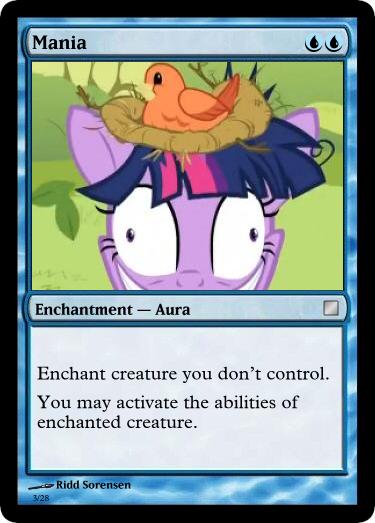 Mania
Enchantment — Aura
Enchant creature you don't control.
You may activate the abilities of
enchanted creature.
Ridd Sorensen
3/28